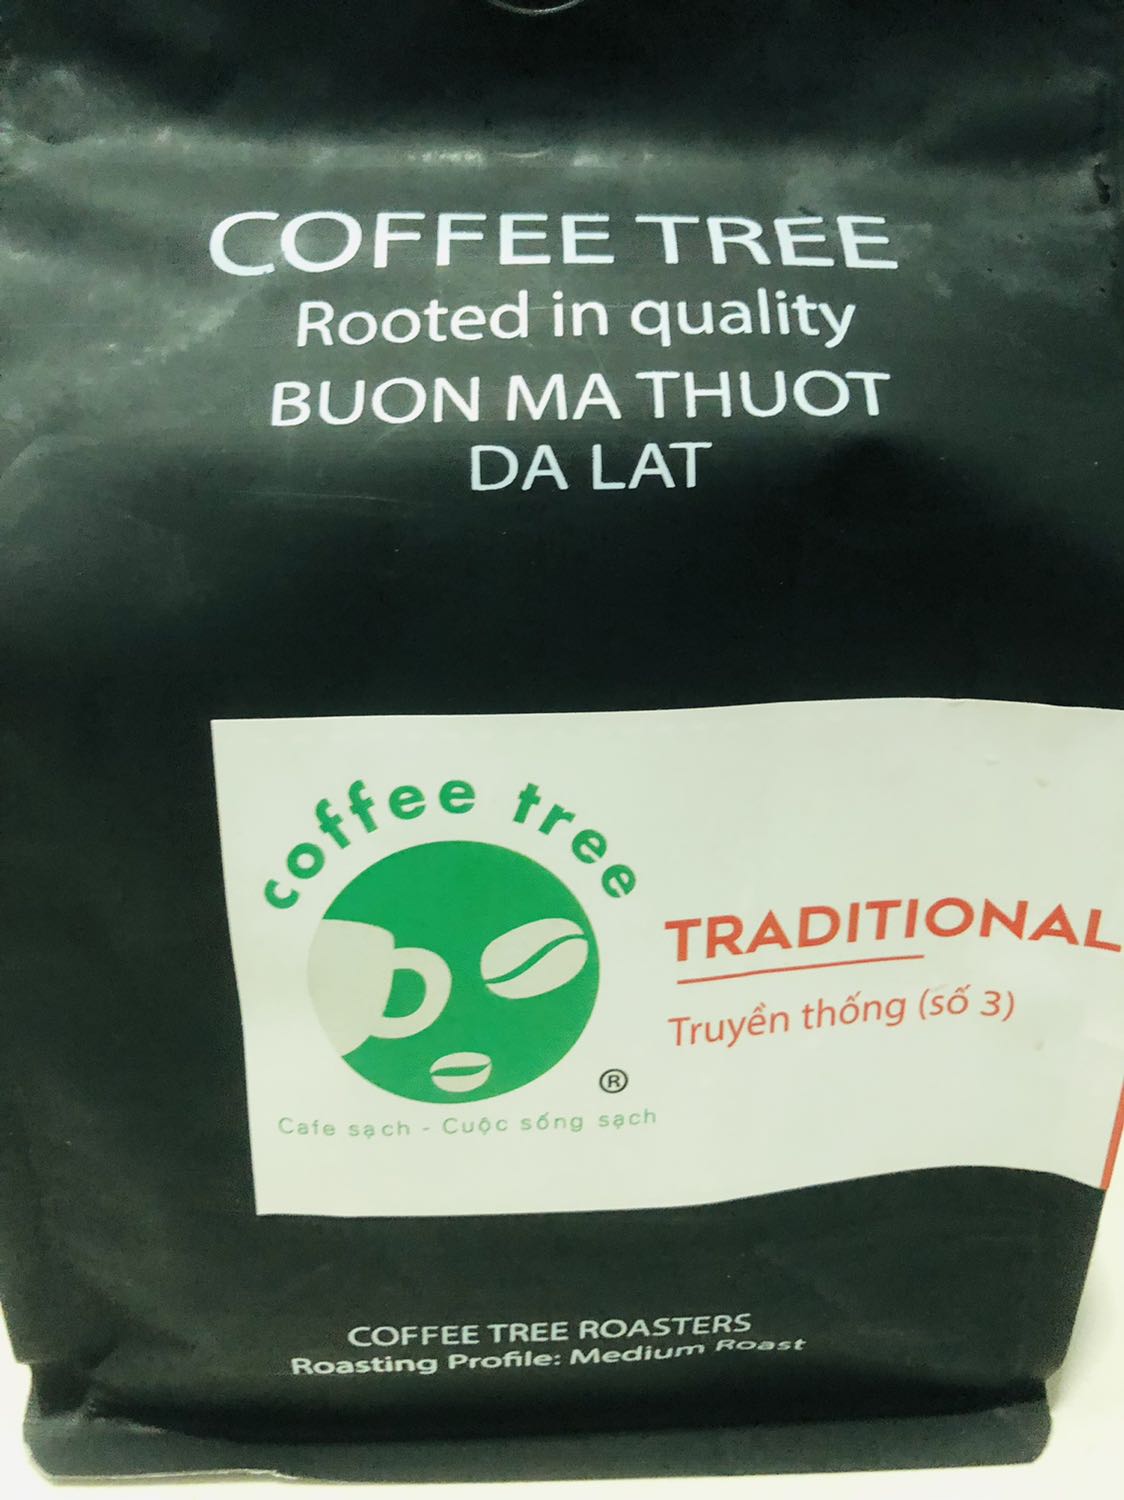 COFFEE TREE
Rooted in quality
BUON MA THUOT
DA LAT
coffee tree
®
Cafe sạch - Cuộc sống sạch
TRADITIONAL
Truyền thống (số 3)
COFFEE TREE ROASTERS
Roasting Profile: Medium Roast